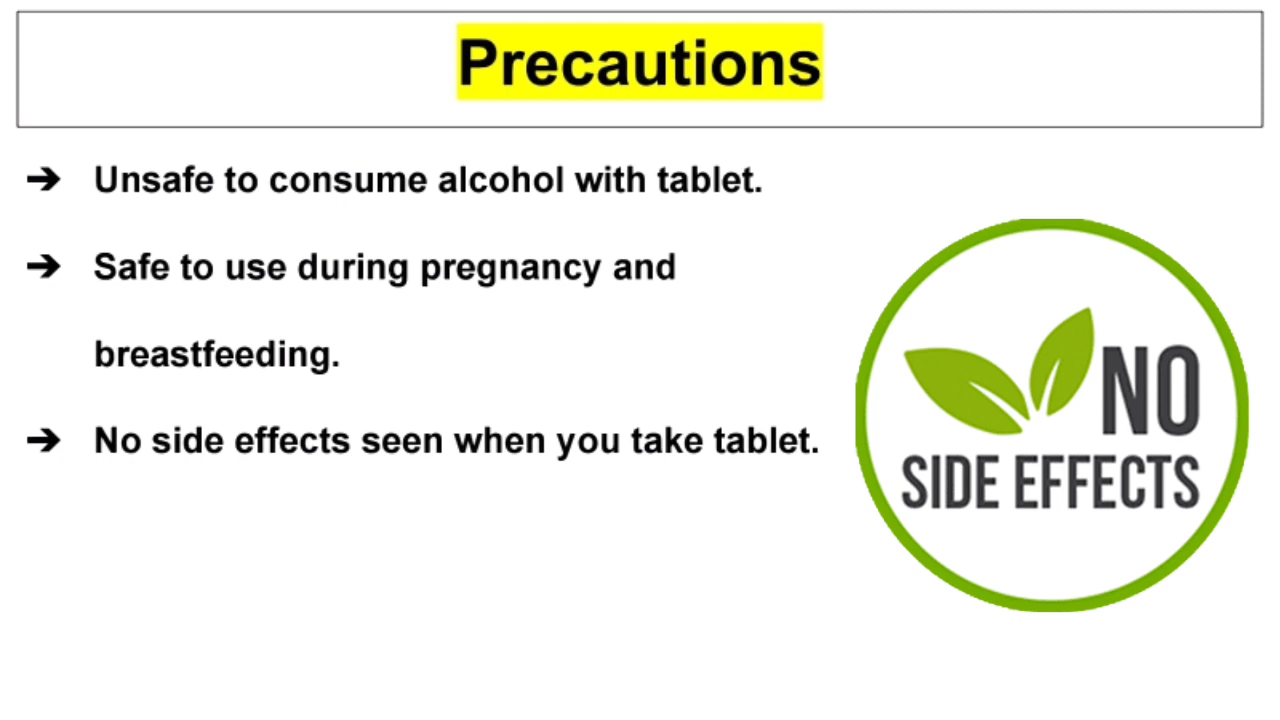 Precautions
➔ Unsafe to consume alcohol with tablet.
➔ Safe to use during pregnancy and
breastfeeding.
➔ No side effects seen when you take tablet.
NO
SIDE EFFECTS